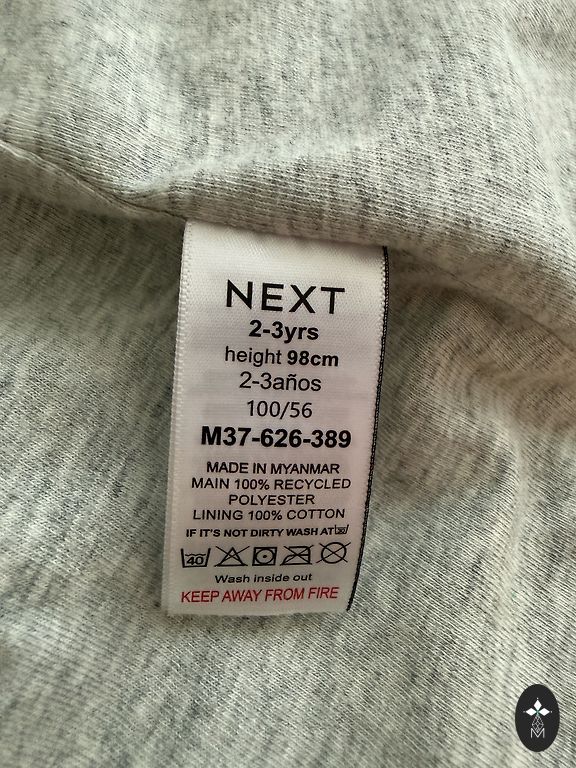 NEXT
2-3yrs
height 98cm
2-3años
100/56
M37-626-389
MADE IN MYANMAR
MAIN 100% RECYCLED
POLYESTER
LINING 100% COTTON
IF IT'S NOT DIRTY WASH AT 30
40
Wash inside out
KEEP AWAY FROM FIRE
M